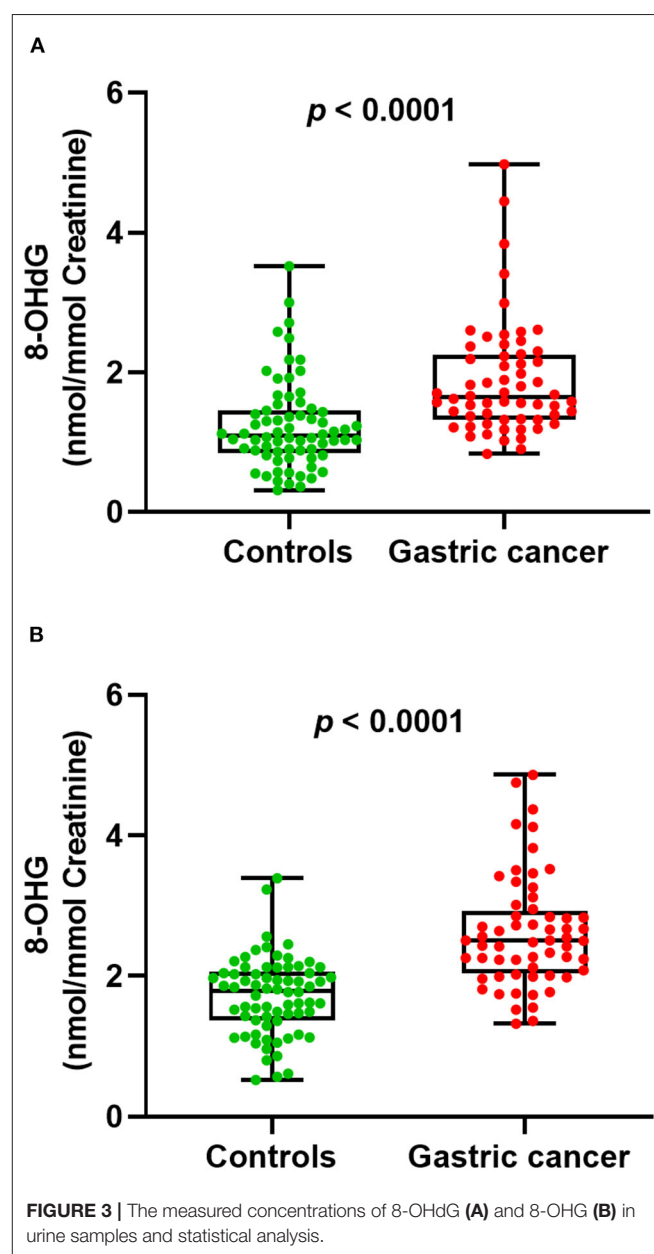 A
p < 0.0001
8-OHdG
(nmol/mmol Creatinine)
6
4
2
0
Controls Gastric cancer
B
p < 0.0001
8-OHG
(nmol/mmol Creatinine)
6
4
2
0
Controls Gastric cancer
FIGURE 3 | The measured concentrations of 8-OHdG (A) and 8-OHG (B) in
urine samples and statistical analysis.